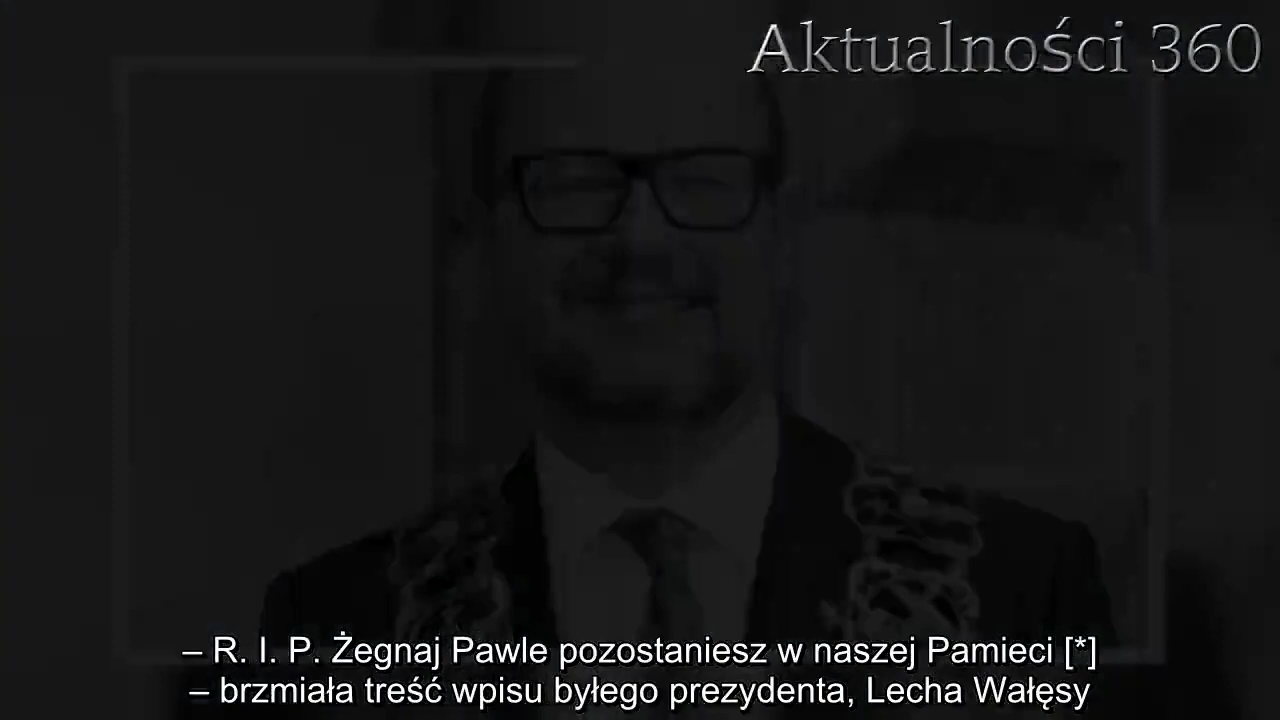 Aktualności 360
– R. I. P. Żegnaj Pawle pozostaniesz w naszej Pamieci [*]
– brzmiała treść wpisu byłego prezydenta, Lecha Wałęsy